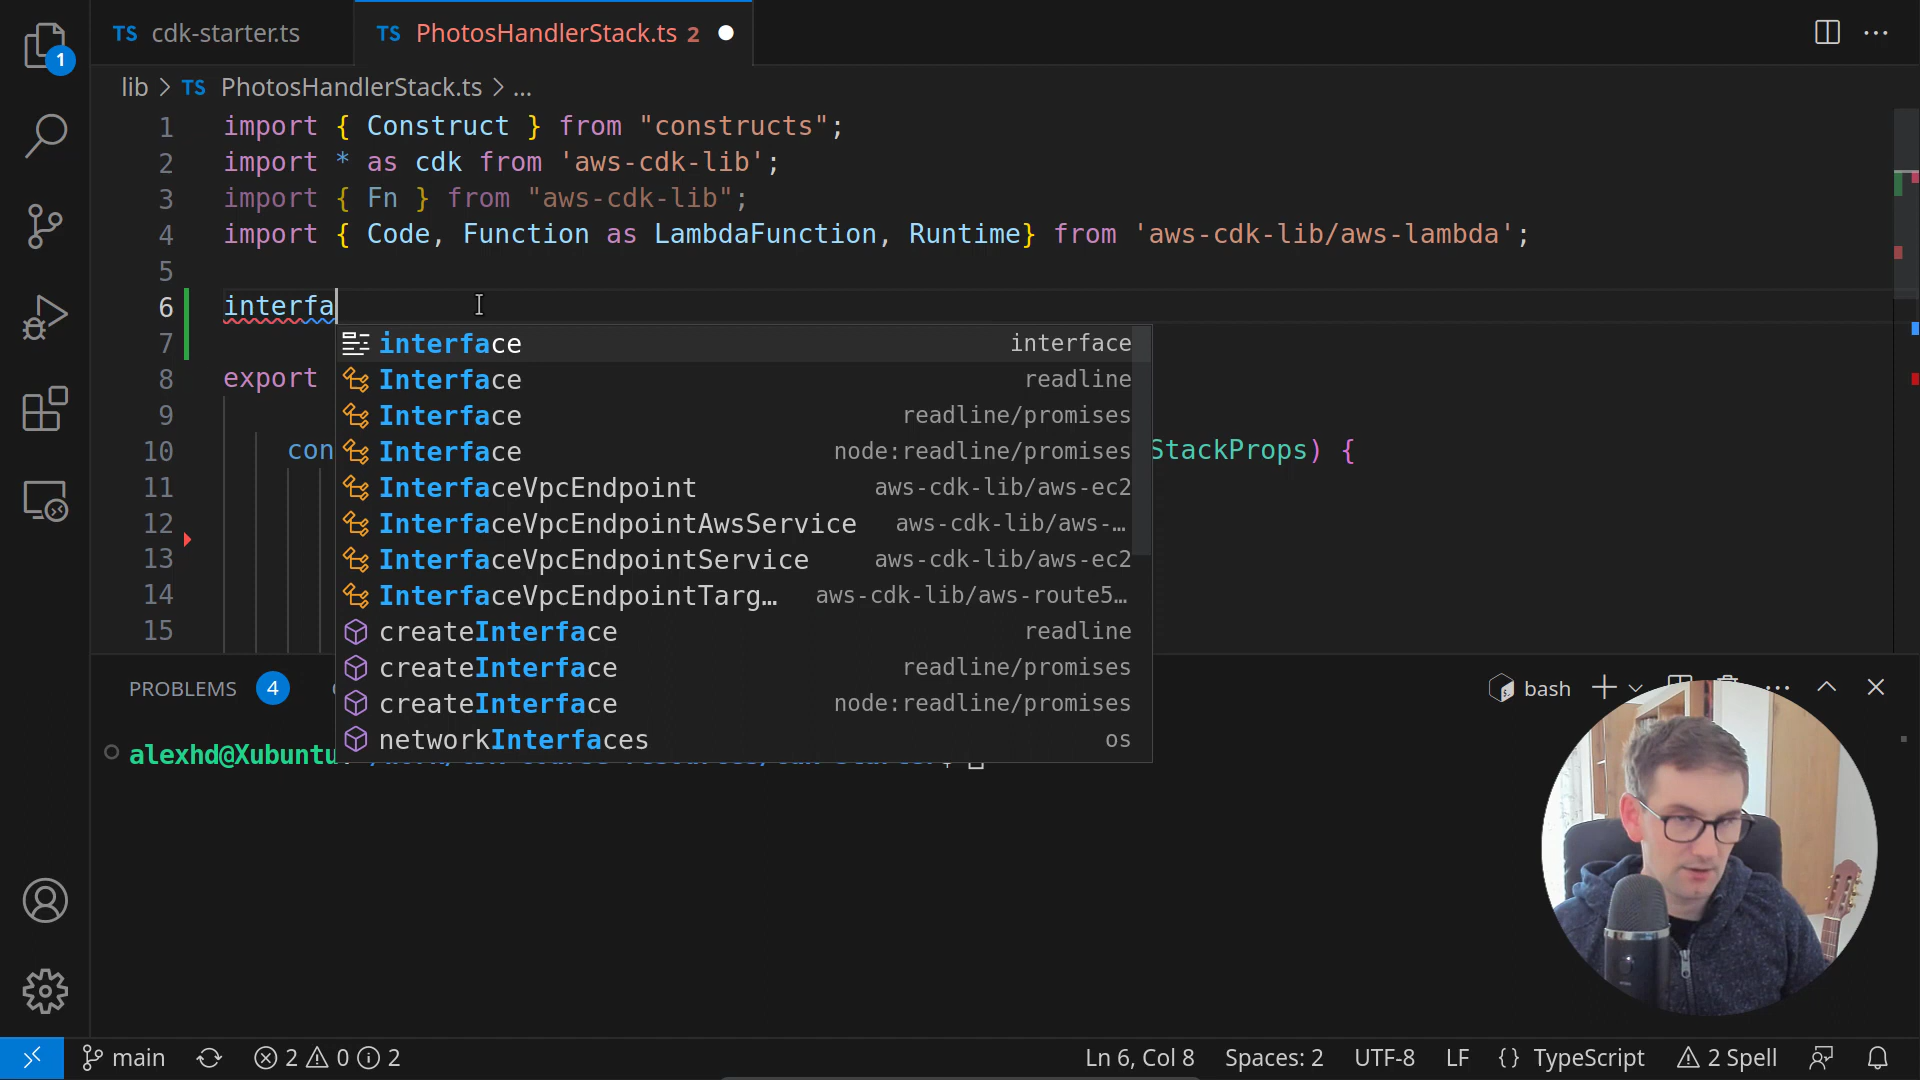 TS cdk-starter.ts
TS PhotosHandlerStack.ts 2
1
lib > TS PhotosHandlerStack.ts > ...
1 import { Construct } from "constructs";
2 import * as cdk from 'aws-cdk-lib';
3 import { Fn } from "aws-cdk-lib";
4 import { Code, Function as LambdaFunction, Runtime} from 'aws-cdk-lib/aws-lambda';
5
6 interfa
7
interface interface
8 export
Interface readline
9
Interface readline/promises
10 con StackProps) {
Interface node:readline/promises
11
InterfaceVpcEndpoint aws-cdk-lib/aws-ec2
12
InterfaceVpcEndpointAwsService aws-cdk-lib/aws-…
13
InterfaceVpcEndpointService aws-cdk-lib/aws-ec2
14
InterfaceVpcEndpointTarg… aws-cdk-lib/aws-route5…
15
createInterface readline
createInterface readline/promises
createInterface node:readline/promises
networkInterfaces os
PROBLEMS 4
bash
alexhd@Xubuntu
main 2 0 2
Ln 6, Col 8 Spaces: 2 UTF-8 LF {} TypeScript 2 Spell